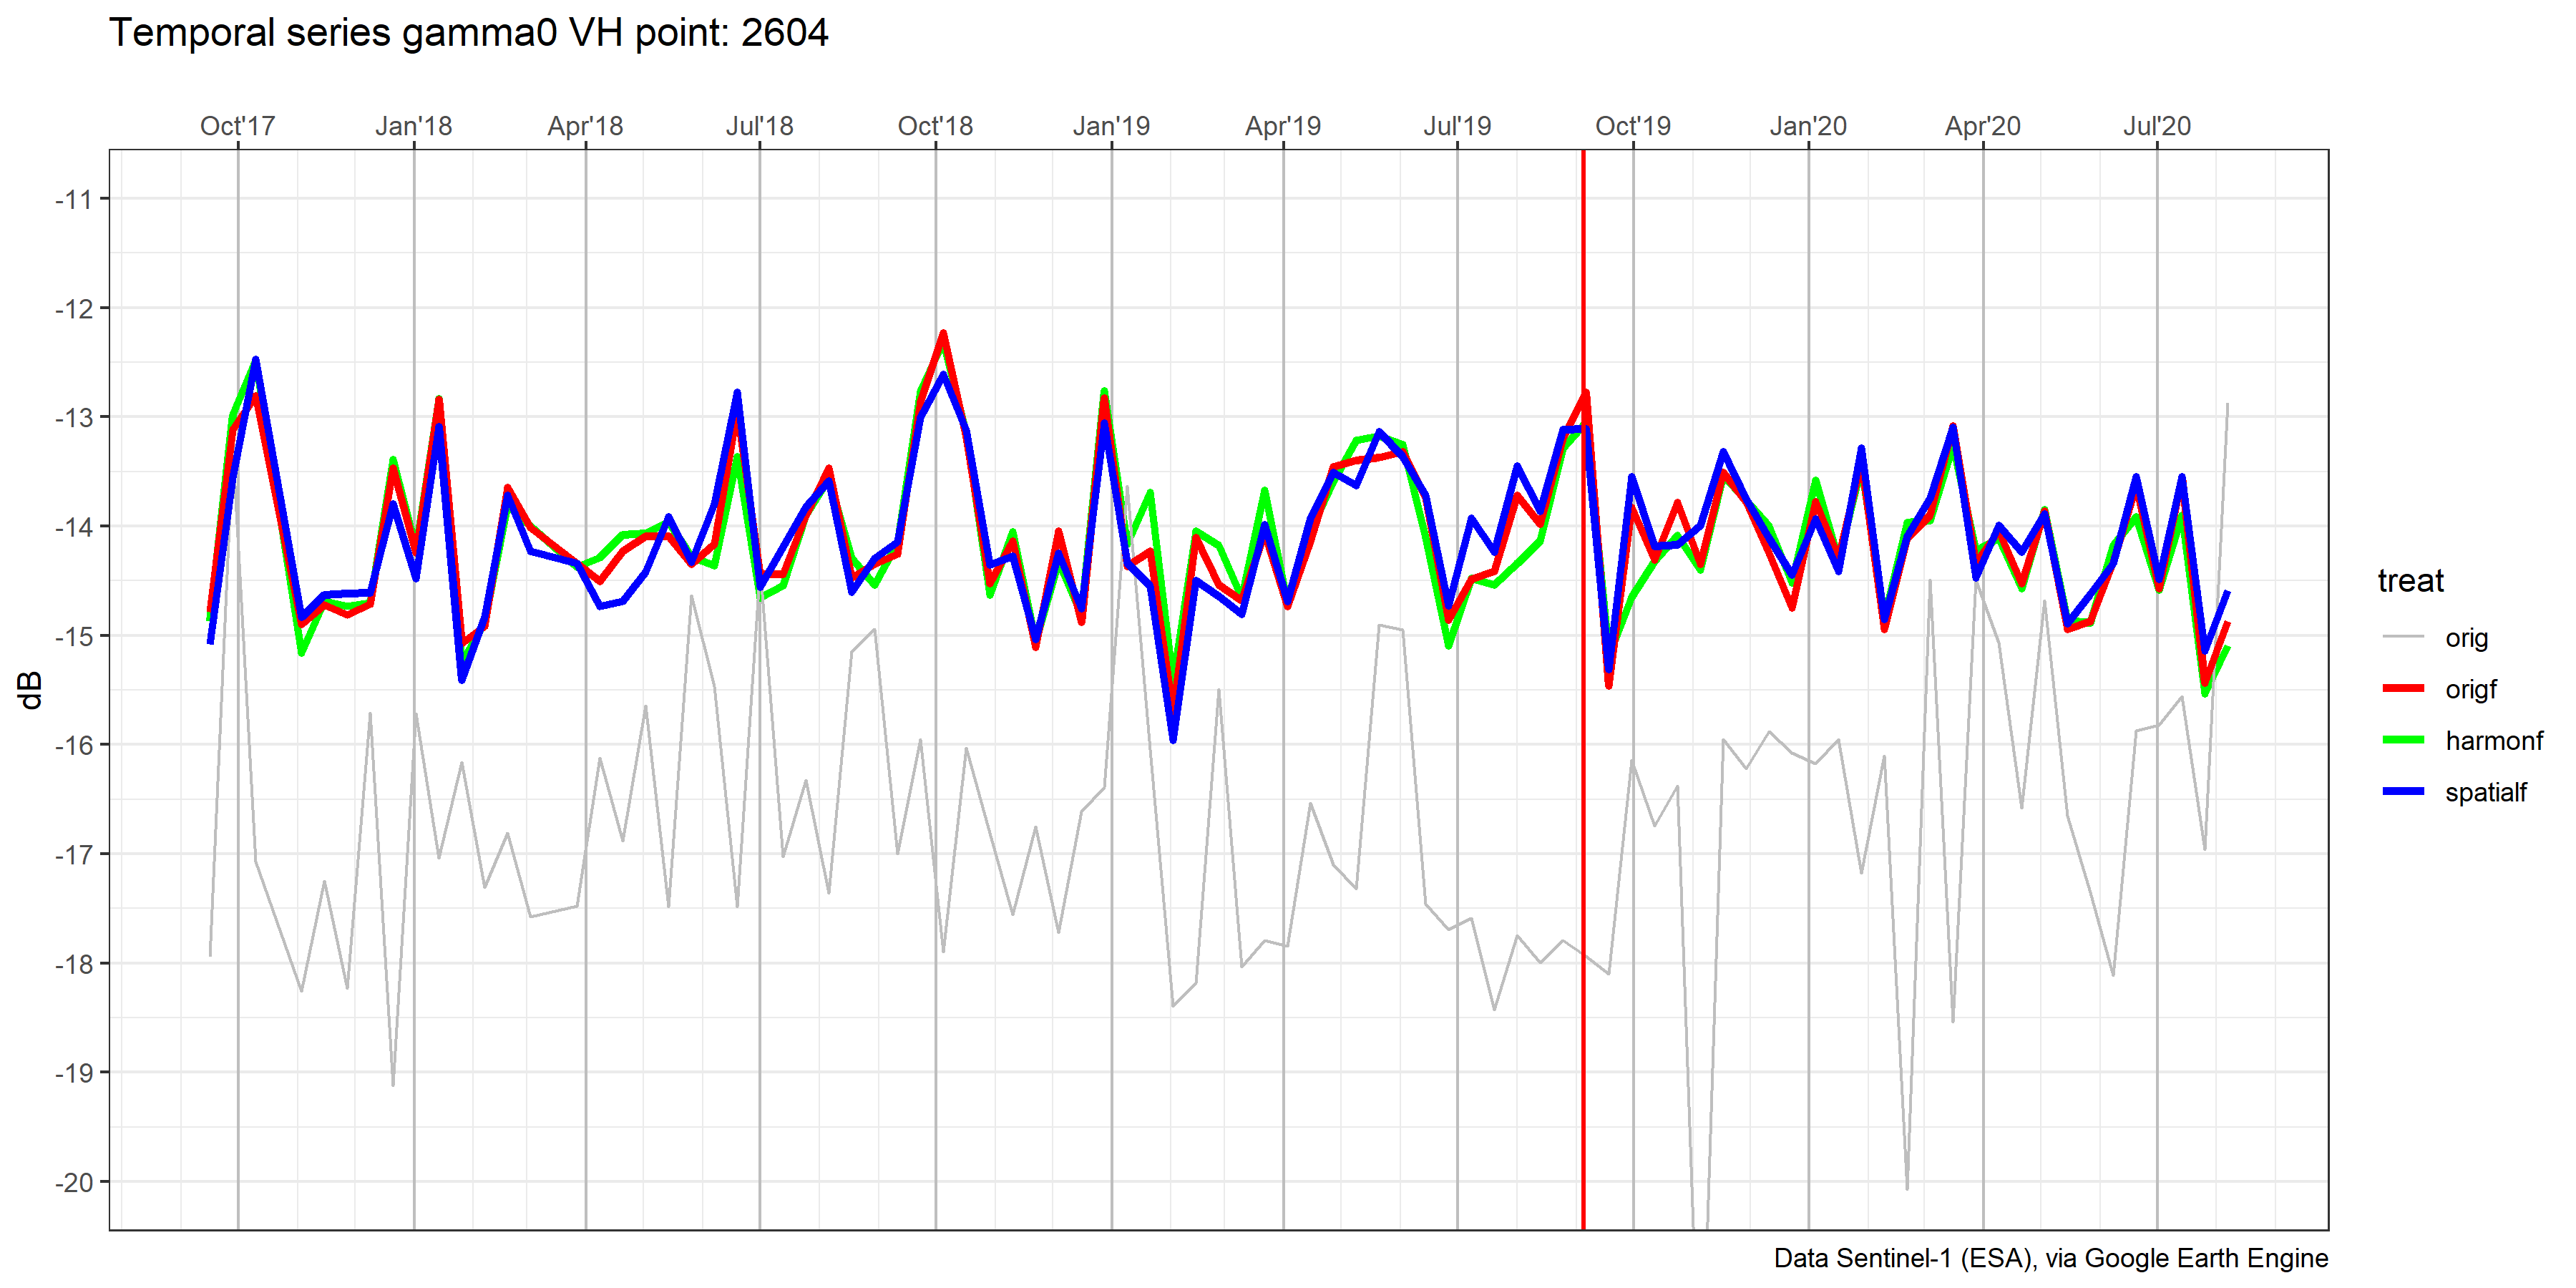 Temporal series gamma0 VH point: 2604
Oct'17 Jan'18 Apr'18 Jul'18 Oct'18 Jan'19 Apr'19 Jul'19 Oct'19 Jan'20 Apr'20 Jul'20
-11
-12
-13
-14
-15
-16
-17
-18
-19
-20
dB
treat
orig
origf
harmonf
spatialf
Data Sentinel-1 (ESA), via Google Earth Engine